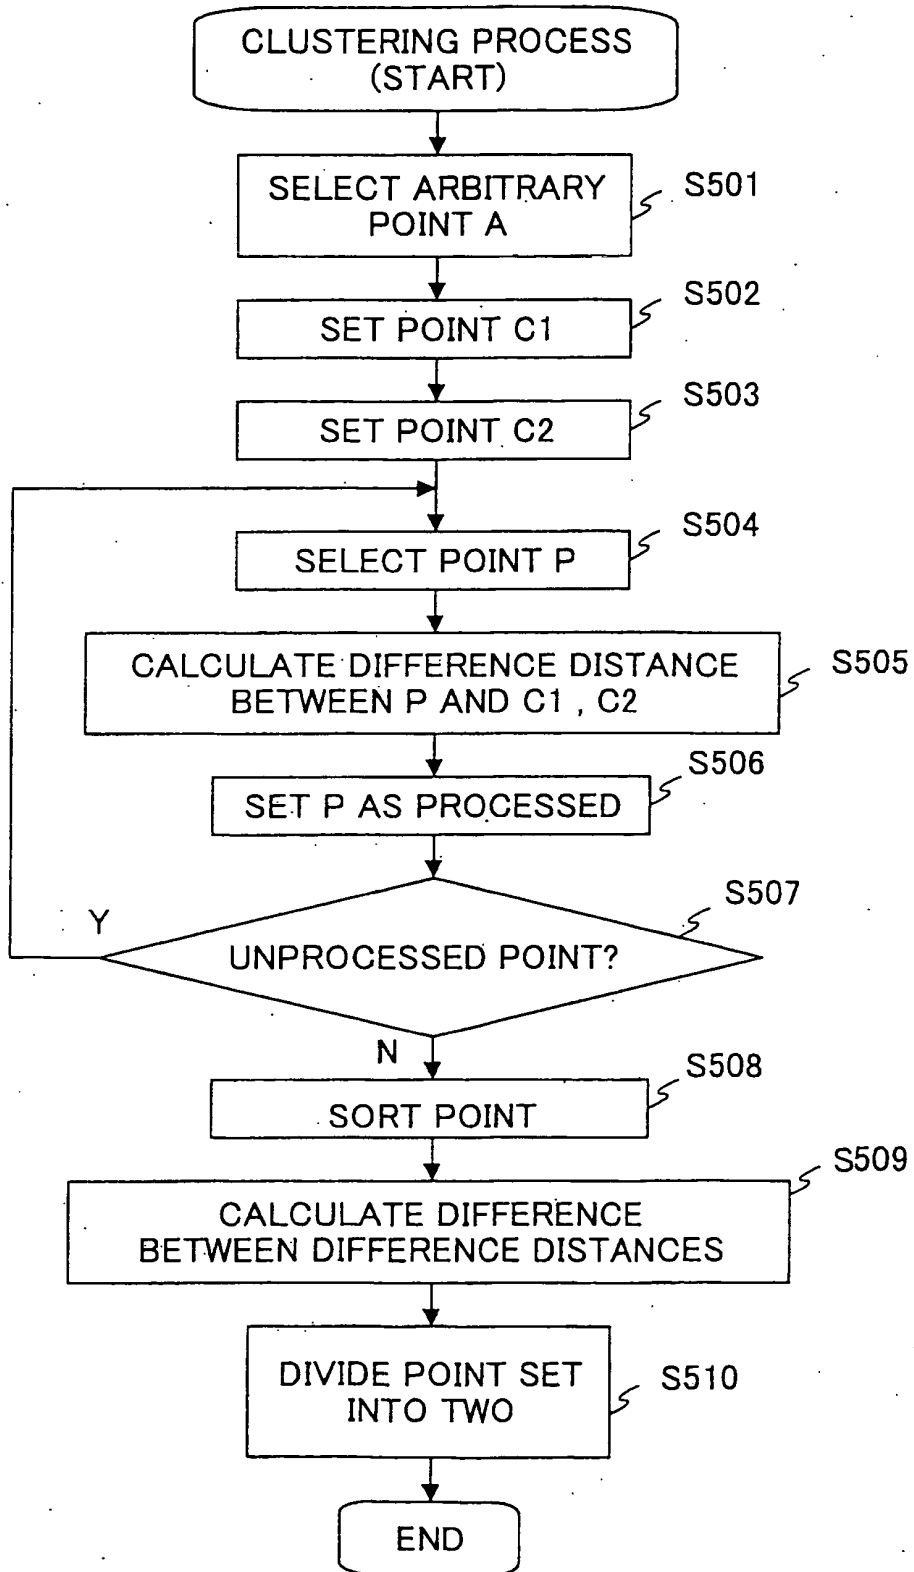 CLUSTERING PROCESS
(START)
SELECT ARBITRARY
POINT A
S501
SET POINT C1
S502
SET POINT C2
S503
SELECT POINT P
S504
CALCULATE DIFFERENCE DISTANCE
BETWEEN P AND C1 , C2
S505
SET P AS PROCESSED
S506
UNPROCESSED POINT?
S507
Y
N
SORT POINT
S508
CALCULATE DIFFERENCE
BETWEEN DIFFERENCE DISTANCES
S509
DIVIDE POINT SET
INTO TWO
S510
END